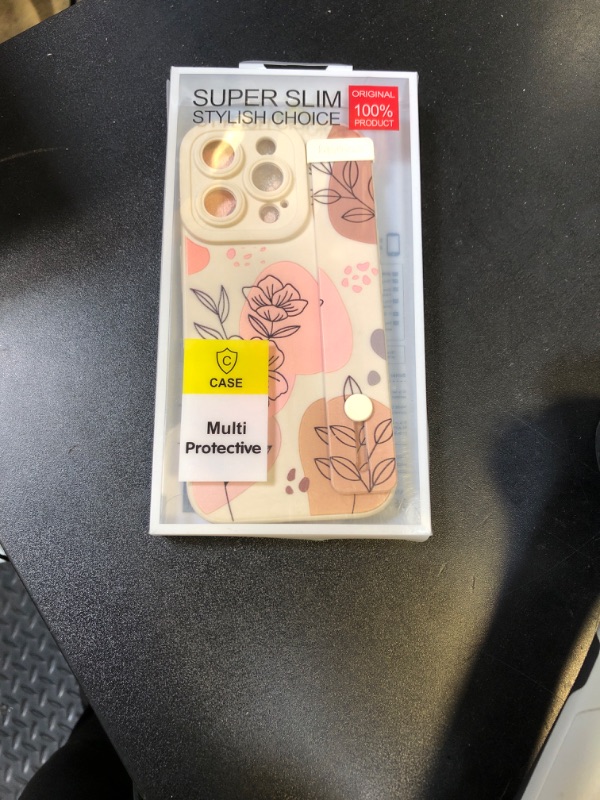 SUPER SLIM
STYLISH CHOICE
ORIGINAL
100%
PRODUCT
C
CASE
Multi
Protective